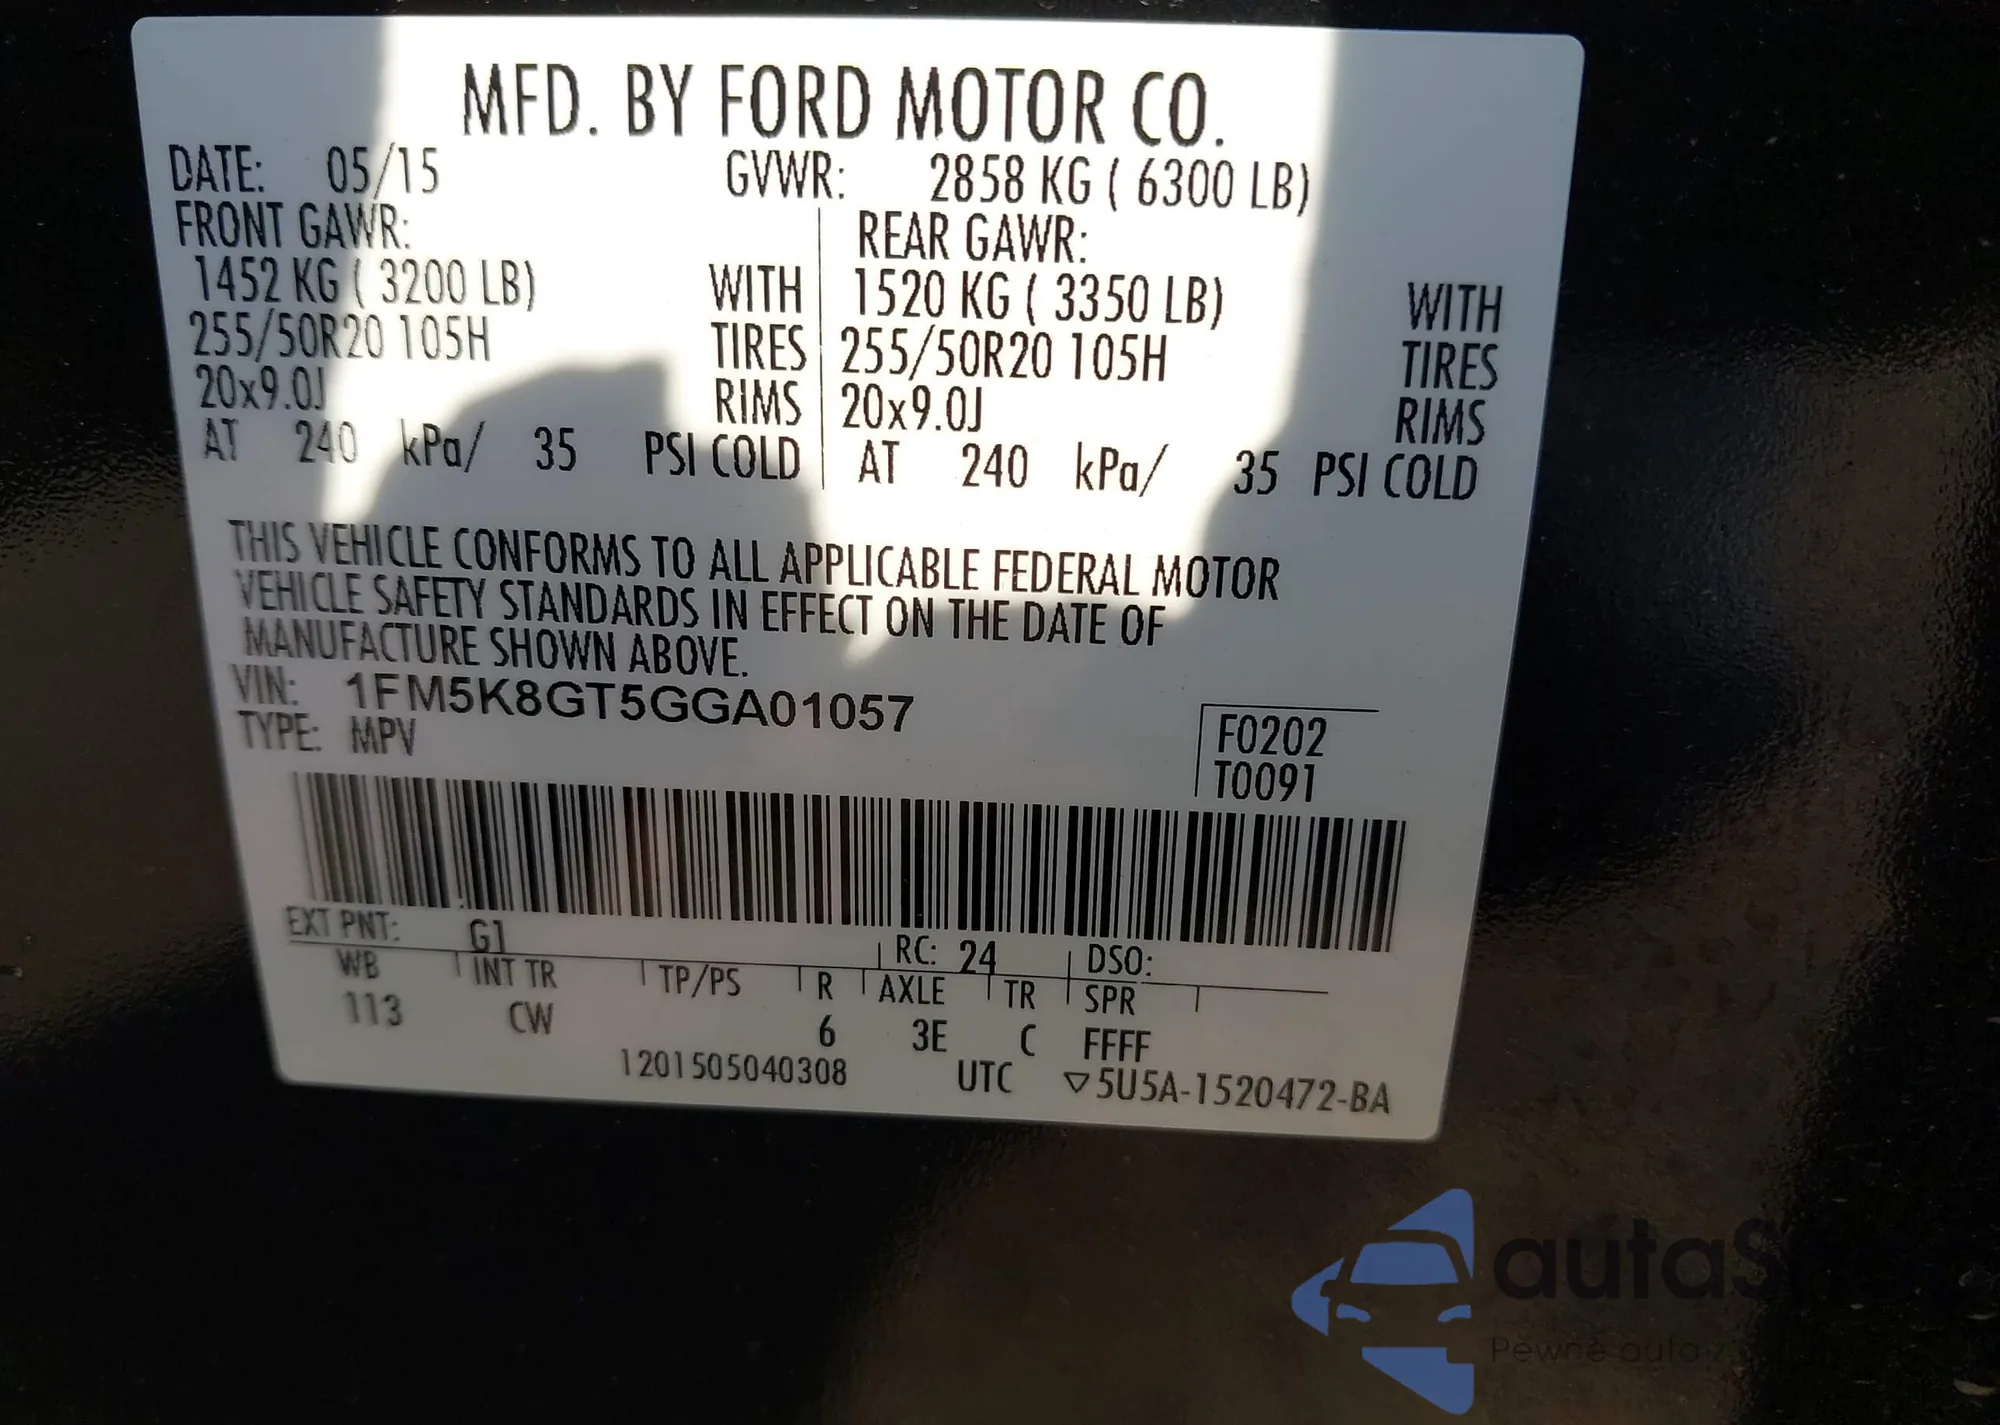 MFD. BY FORD MOTOR CO.
DATE: 05/15 GVWR: 2858 KG ( 6300 LB)
FRONT GAWR: REAR GAWR:
1452 KG ( 3200 LB) WITH 1520 KG ( 3350 LB) WITH
255/50R20 105H TIRES 255/50R20 105H TIRES
20x9.0J RIMS 20x9.0J RIMS
AT 240 kPa/ 35 PSI COLD AT 240 kPa/ 35 PSI COLD
THIS VEHICLE CONFORMS TO ALL APPLICABLE FEDERAL MOTOR
VEHICLE SAFETY STANDARDS IN EFFECT ON THE DATE OF
MANUFACTURE SHOWN ABOVE.
VIN: 1FM5K8GT5GGA01057
TYPE: MPV
F0202
T0091
EXT PNT: G1 RC: 24 DSO:
WB INT TR TP/PS R AXLE TR SPR
113 CW 6 3E C FFFF
1201505040308 UTC ▽5U5A-1520472-BA
autaS
Pewne auta z